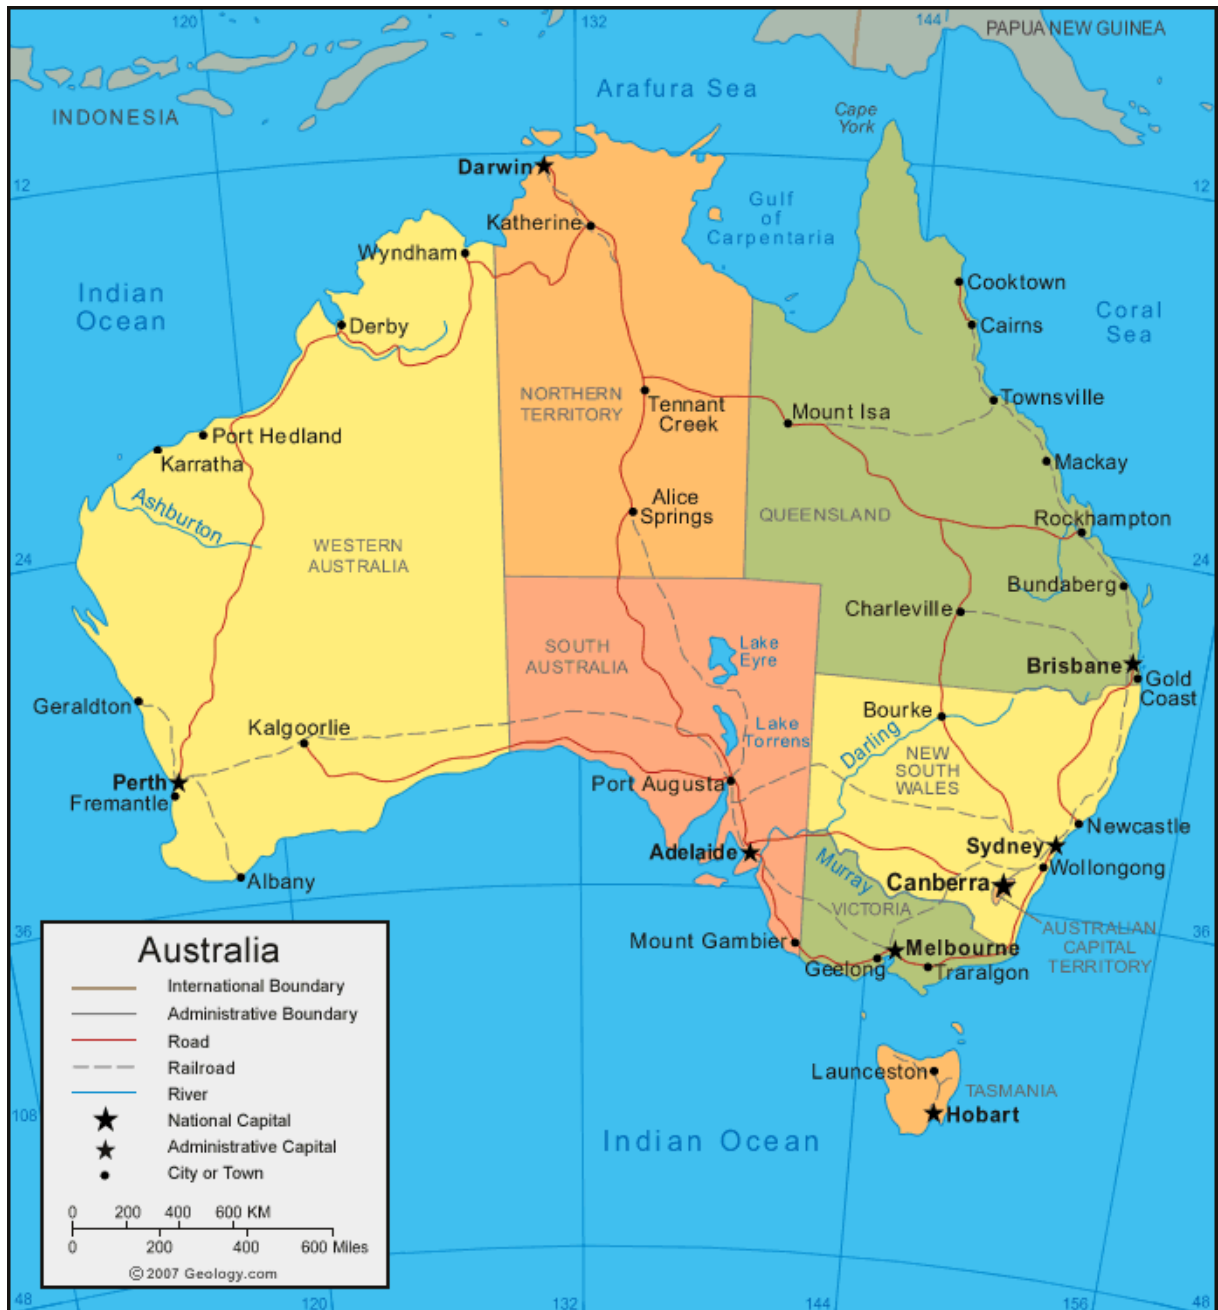 120
132
144
PAPUA NEW GUINEA
Arafura Sea
INDONESIA
Cape
York
Darwin
12
12
Gulf
of
Carpentaria
Katherine
Wyndham
Indian
Ocean
Cooktown
Coral
Sea
Derby
Cairns
NORTHERN
TERRITORY
Tennant
Creek
Mount Isa
Townsville
Port Hedland
Karratha
Mackay
Ashburton
Alice
Springs
QUEENSLAND
Rockhampton
WESTERN
AUSTRALIA
24
24
Bundaberg
Charleville
SOUTH
AUSTRALIA
Lake
Eyre
Brisbane
Gold
Coast
Geraldton
Kalgoorlie
Lake
Torrens
Bourke
Darling
NEW
SOUTH
WALES
Perth
Fremantle
Port Augusta
Newcastle
Adelaide
Sydney
Murray
Wollongong
Albany
Canberra
VICTORIA
36
36
Mount Gambier
Melbourne
AUSTRALIAN
CAPITAL
TERRITORY
Geelong
Traralgon
Launceston
TASMANIA
Hobart
108
Indian Ocean
Australia
International Boundary
Administrative Boundary
Road
Railroad
River
National Capital
Administrative Capital
City or Town
0 200 400 600 KM
0 200 400 600 Miles
© 2007 Geology.com
48
120
132
144
156
48